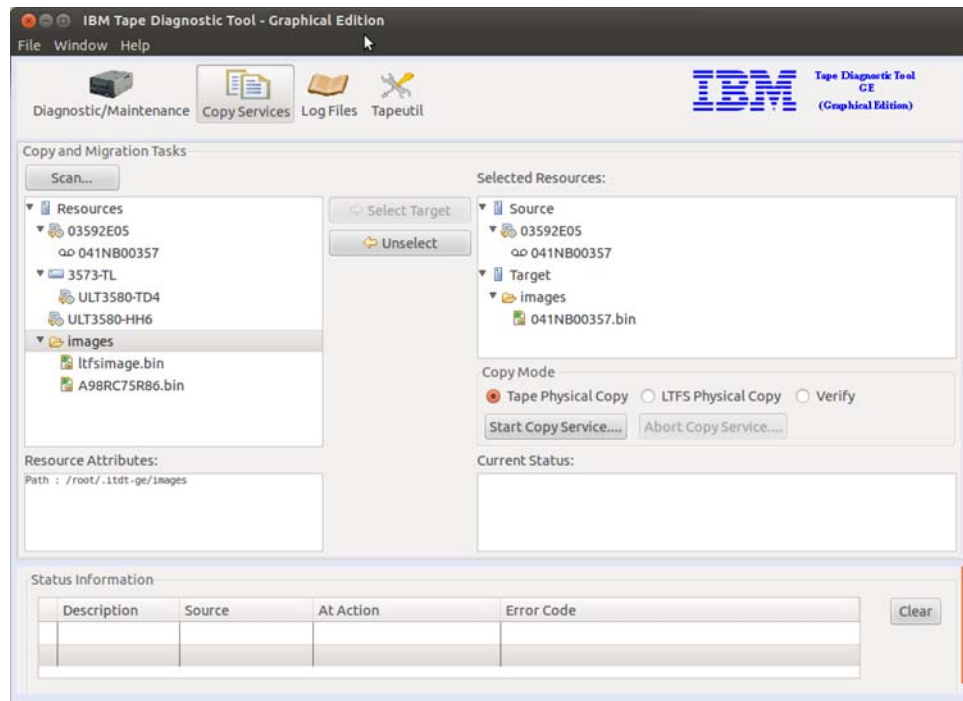 IBM Tape Diagnostic Tool - Graphical Edition
File Window Help
Diagnostic/Maintenance Copy Services Log Files Tapeutil
IBM
Tape Diagnostic Tool
GE
(Graphical Edition)
Copy and Migration Tasks
Scan...
Resources
03592E05
041NB00357
3573-TL
ULT3580-TD4
ULT3580-HH6
images
ltfsimage.bin
A98RC75R86.bin
Select Target
Unselect
Selected Resources:
Source
03592E05
041NB00357
Target
images
041NB00357.bin
Copy Mode
Tape Physical Copy LTFS Physical Copy Verify
Start Copy Service.... Abort Copy Service....
Resource Attributes:
Path : /root/.itdt-ge/images
Current Status:
Status Information
Description Source At Action Error Code
Clear